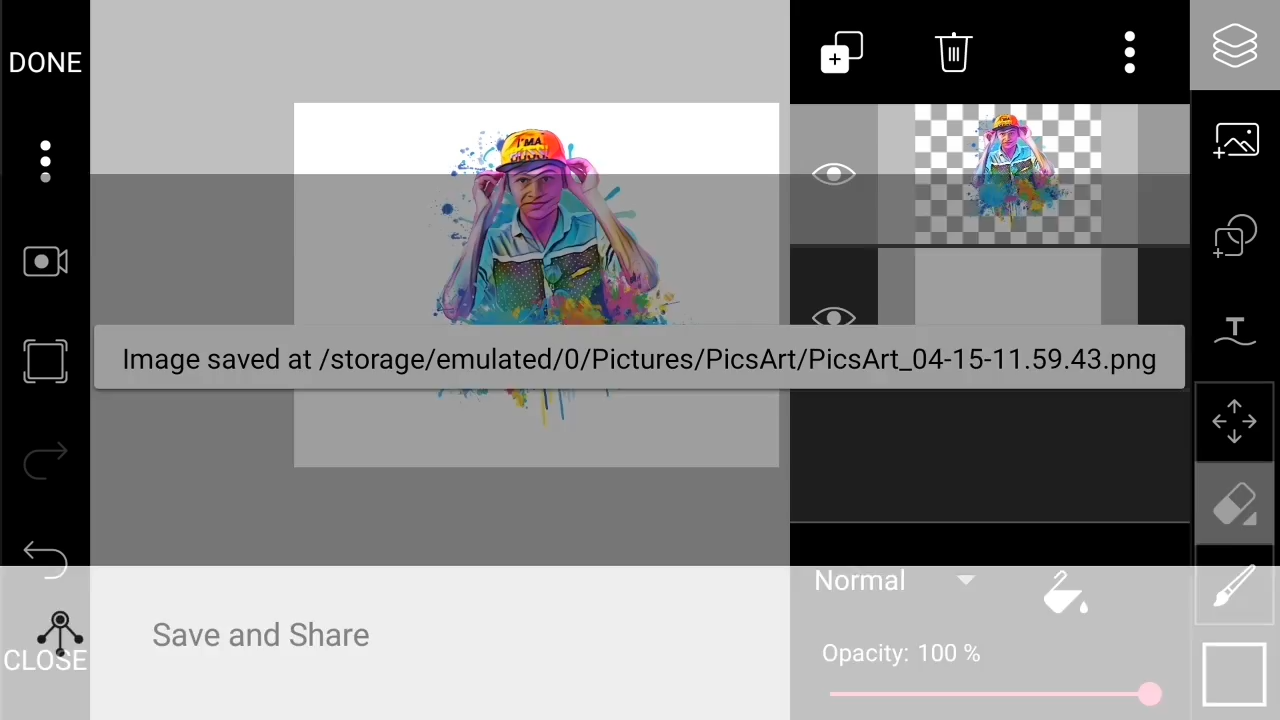 DONE
I'MA
Image saved at /storage/emulated/0/Pictures/PicsArt/PicsArt_04-15-11.59.43.png
T
Normal
Save and Share
Opacity: 100 %
CLOSE